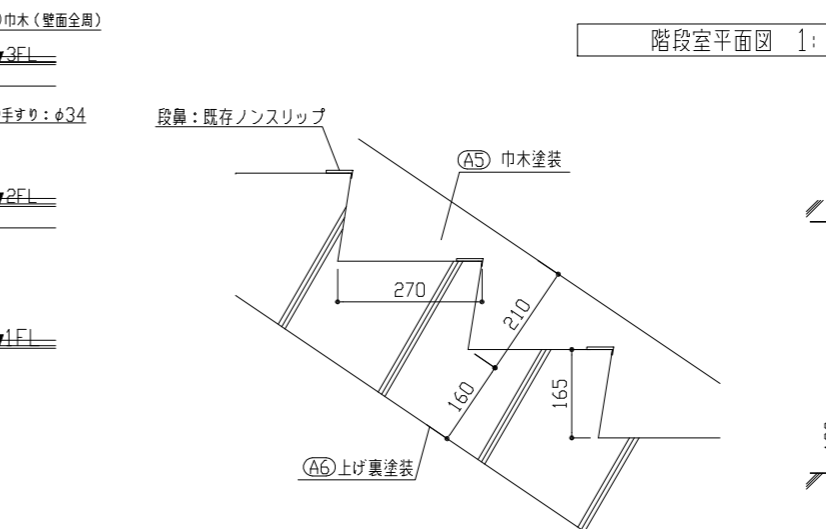 巾木(壁面全周)
3FL
手すり:φ34
2FL
1FL
階段室平面図 1:
段鼻:既存ノンスリップ
A5 巾木塗装
270
210
160
165
A6 上げ裏塗装